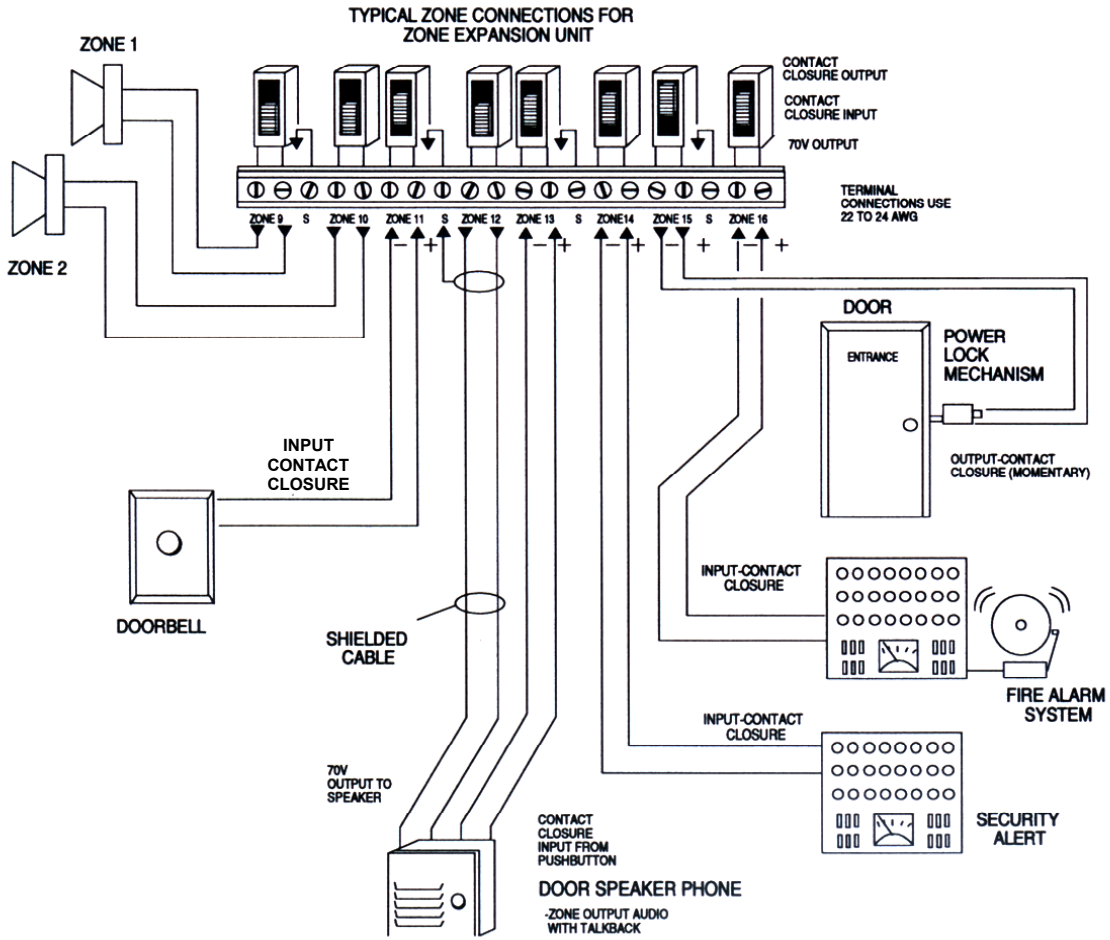 TYPICAL ZONE CONNECTIONS FOR
ZONE EXPANSION UNIT
ZONE 1
CONTACT
CLOSURE OUTPUT
CONTACT
CLOSURE INPUT
70V OUTPUT
TERMINAL
CONNECTIONS USE
22 TO 24 AWG
ZONE 9 S ZONE 10 ZONE 11 S ZONE 12 ZONE 13 S ZONE14 ZONE 15 S ZONE 16
- + - + - + + - +
ZONE 2
DOOR
ENTRANCE
POWER
LOCK
MECHANISM
OUTPUT-CONTACT
CLOSURE (MOMENTARY)
INPUT
CONTACT
CLOSURE
DOORBELL
SHIELDED
CABLE
INPUT-CONTACT
CLOSURE
FIRE ALARM
SYSTEM
INPUT-CONTACT
CLOSURE
SECURITY
ALERT
70V
OUTPUT TO
SPEAKER
CONTACT
CLOSURE
INPUT FROM
PUSHBUTTON
DOOR SPEAKER PHONE
-ZONE OUTPUT AUDIO
WITH TALKBACK